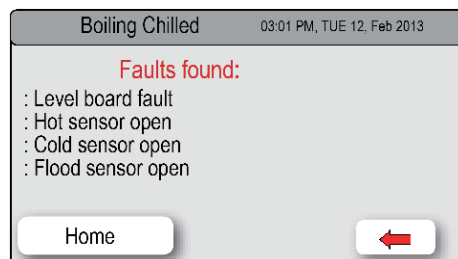 Boiling Chilled 03:01 PM, TUE 12, Feb 2013
Faults found:
: Level board fault
: Hot sensor open
: Cold sensor open
: Flood sensor open
Home